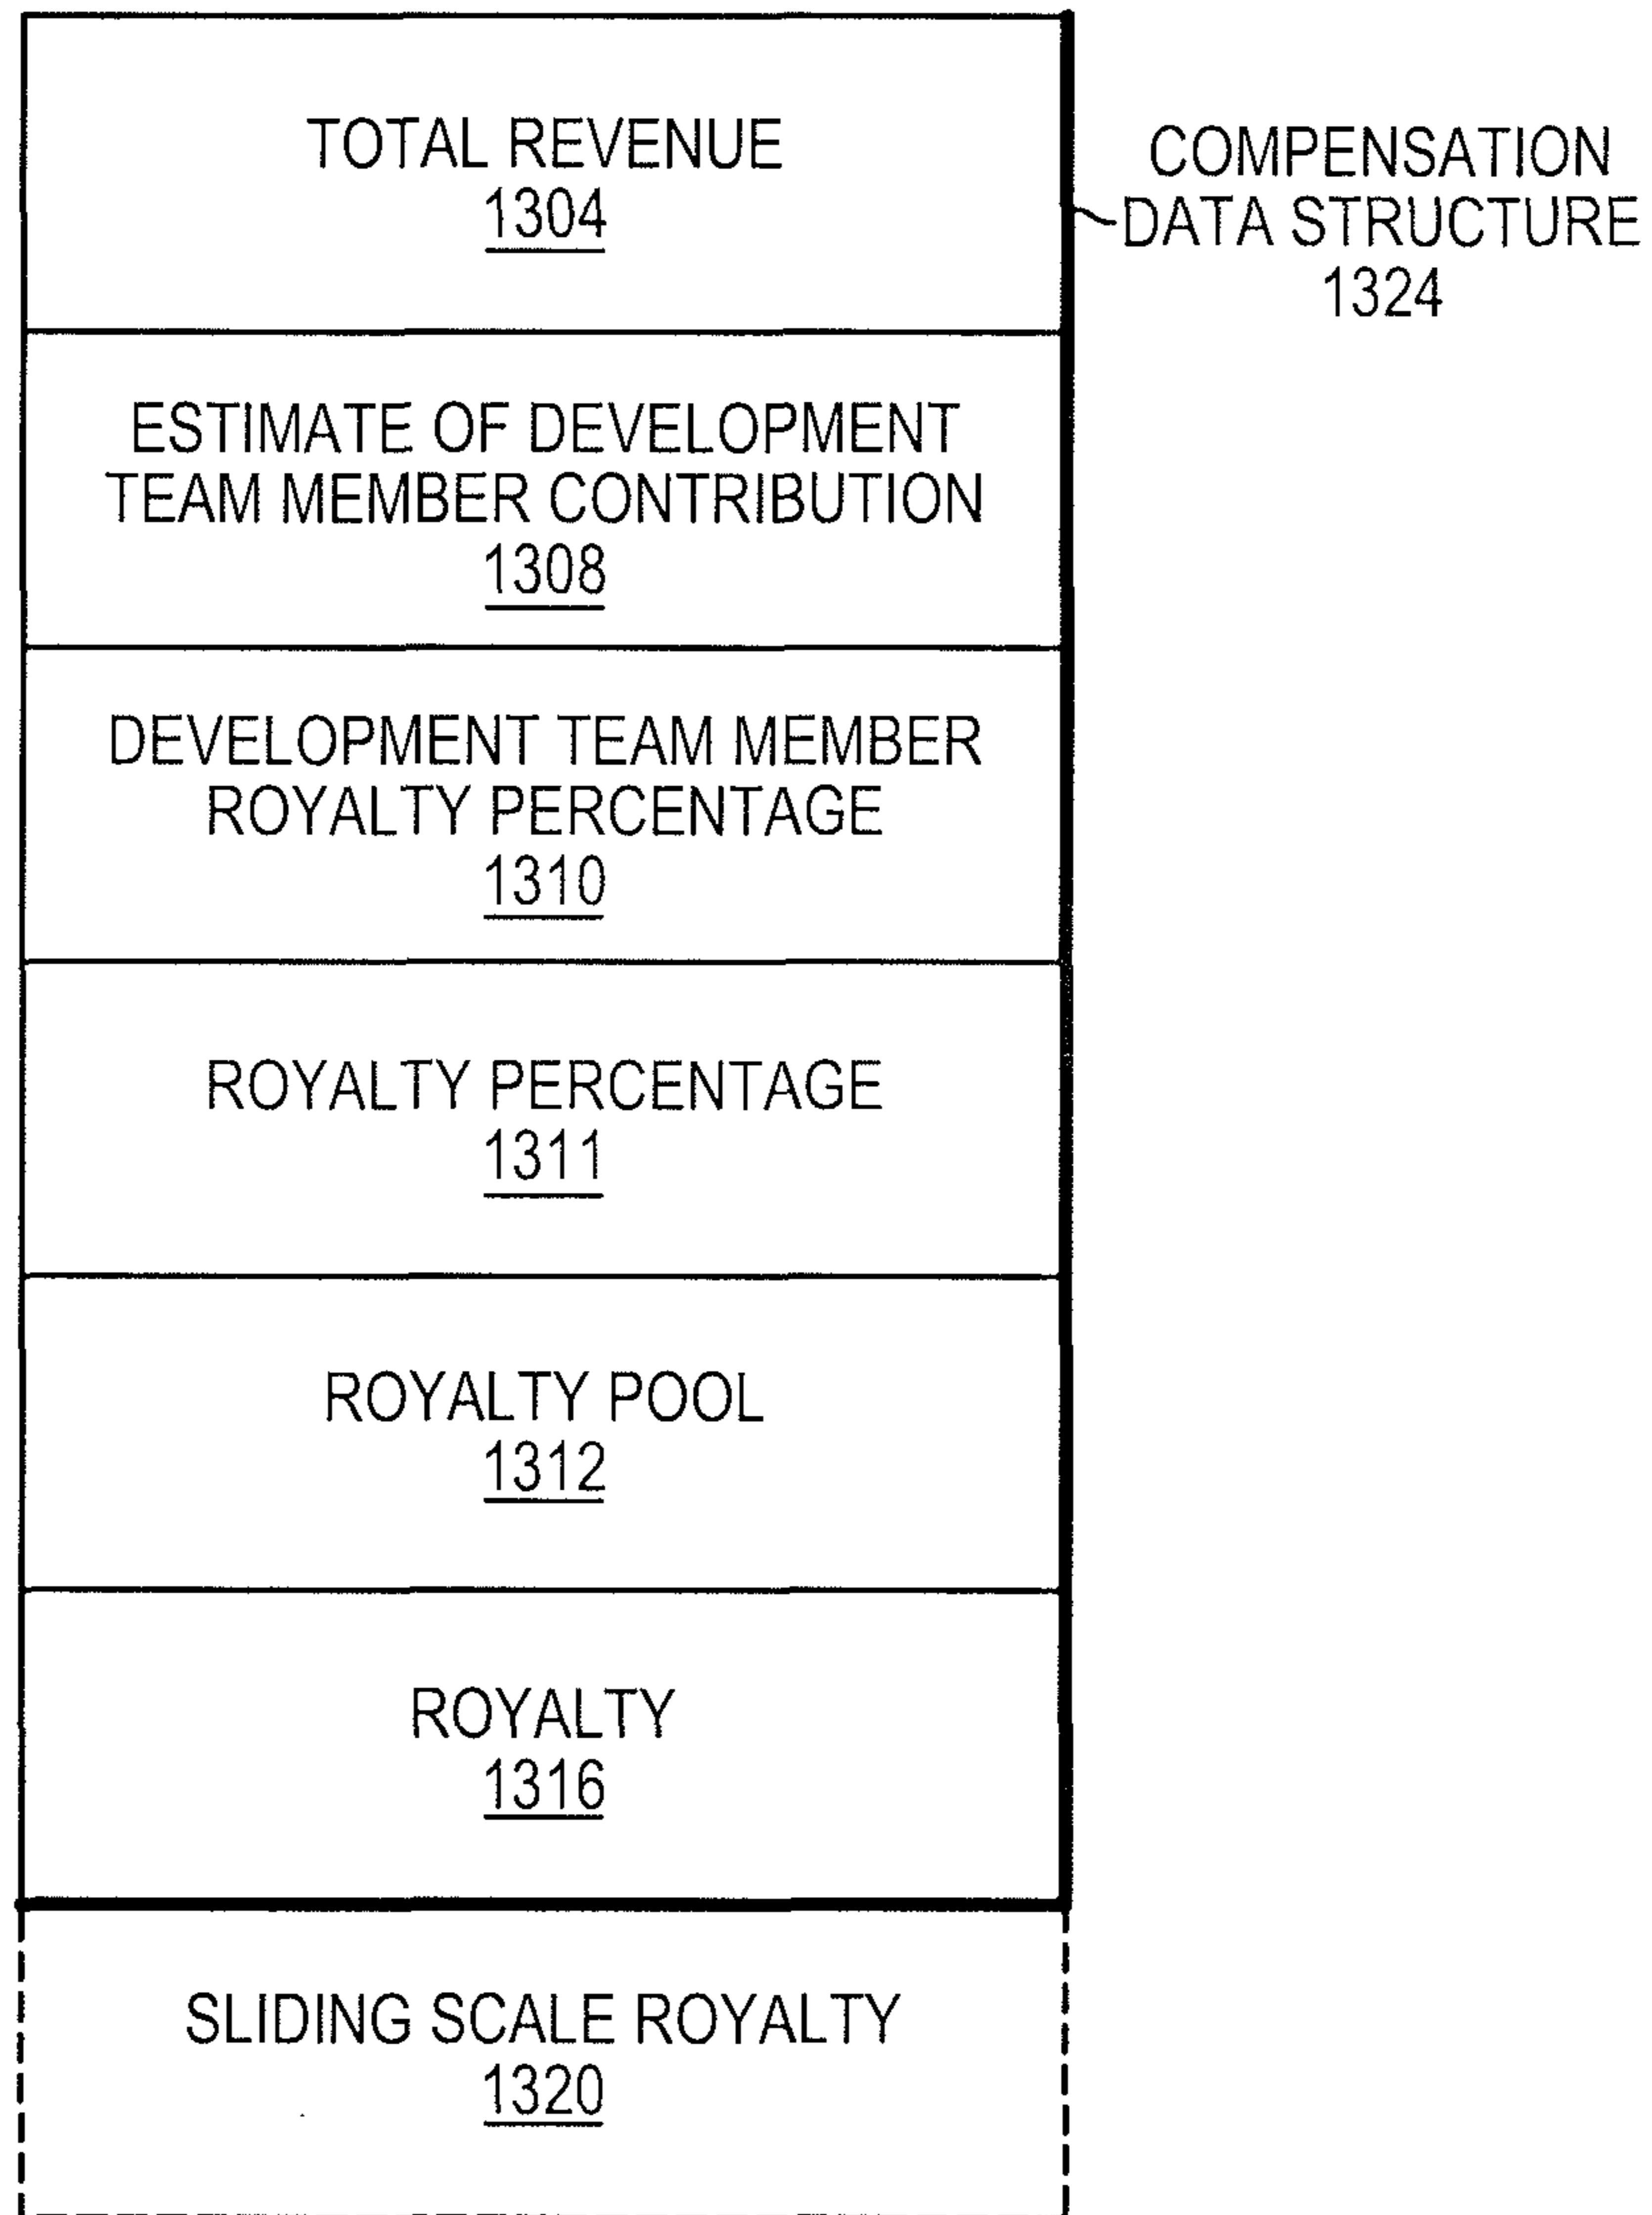 TOTAL REVENUE
1304
COMPENSATION
DATA STRUCTURE
1324
ESTIMATE OF DEVELOPMENT
TEAM MEMBER CONTRIBUTION
1308
DEVELOPMENT TEAM MEMBER
ROYALTY PERCENTAGE
1310
ROYALTY PERCENTAGE
1311
ROYALTY POOL
1312
ROYALTY
1316
SLIDING SCALE ROYALTY
1320